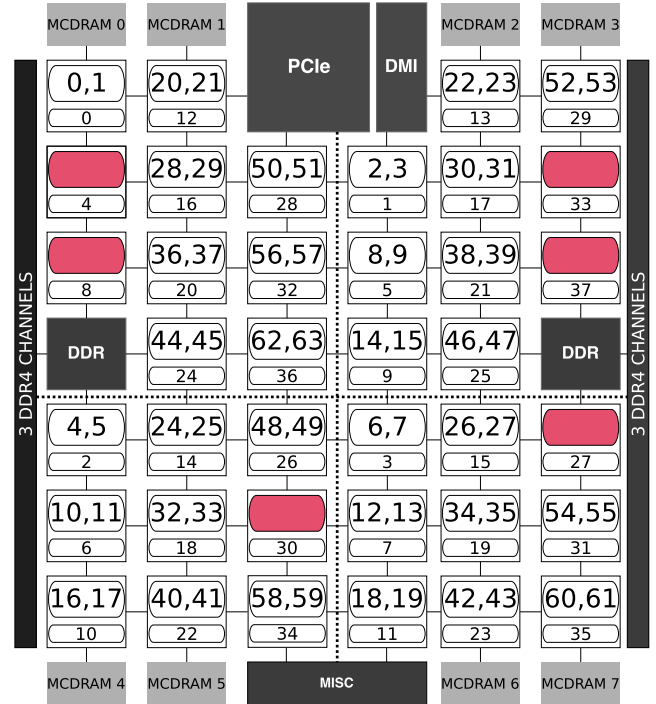 MCDRAM 0 MCDRAM 1 PCIe DMI MCDRAM 2 MCDRAM 3
0,1 20,21 22,23 52,53
0 12 13 29
28,29 50,51 2,3 30,31
4 16 28 1 17 33
36,37 56,57 8,9 38,39
8 20 32 5 21 37
3 DDR4 CHANNELS
3 DDR4 CHANNELS
DDR 44,45 62,63 14,15 46,47 DDR
24 36 9 25
4,5 24,25 48,49 6,7 26,27
2 14 26 3 15 27
10,11 32,33 12,13 34,35 54,55
6 18 30 7 19 31
16,17 40,41 58,59 18,19 42,43 60,61
10 22 34 11 23 35
MCDRAM 4 MCDRAM 5 MISC MCDRAM 6 MCDRAM 7